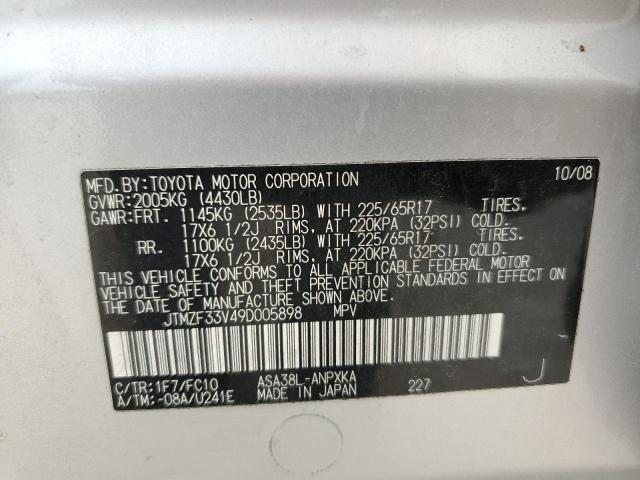 MFD. BY: TOYOTA MOTOR CORPORATION 10/08
GVWR: 2005KG (4430LB)
GAWR: FRT. 1145KG (2535LB) WITH 225/65R17 TIRES.
17X6 1/2J RIMS, AT 220KPA (32PSI) COLD.
RR. 1100KG (2435LB) WITH 225/65R17 TIRES.
17X6 1/2J RIMS, AT 220KPA (32PSI) COLD.
THIS VEHICLE CONFORMS TO ALL APPLICABLE FEDERAL MOTOR
VEHICLE SAFETY AND THEFT PREVENTION STANDARDS IN EFFECT ON
THE DATE OF MANUFACTURE SHOWN ABOVE.
JTMZF33V49D005898 MPV
C/TR: 1F7/FC10 ASA38L-ANPXKA 227 J
A/TM: -08A/U241E MADE IN JAPAN